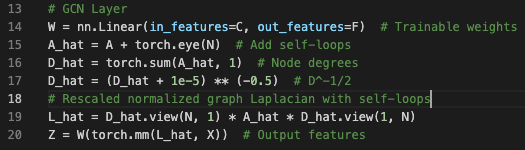 13 # GCN Layer
14 W = nn.Linear(in_features=C, out_features=F)  # Trainable weights
15 A_hat = A + torch.eye(N)  # Add self-loops
16 D_hat = torch.sum(A_hat, 1)  # Node degrees
17 D_hat = (D_hat + 1e-5) ** (-0.5)  # D^-1/2
18 # Rescaled normalized graph Laplacian with self-loops
19 L_hat = D_hat.view(N, 1) * A_hat * D_hat.view(1, N)
20 Z = W(torch.mm(L_hat, X))  # Output features